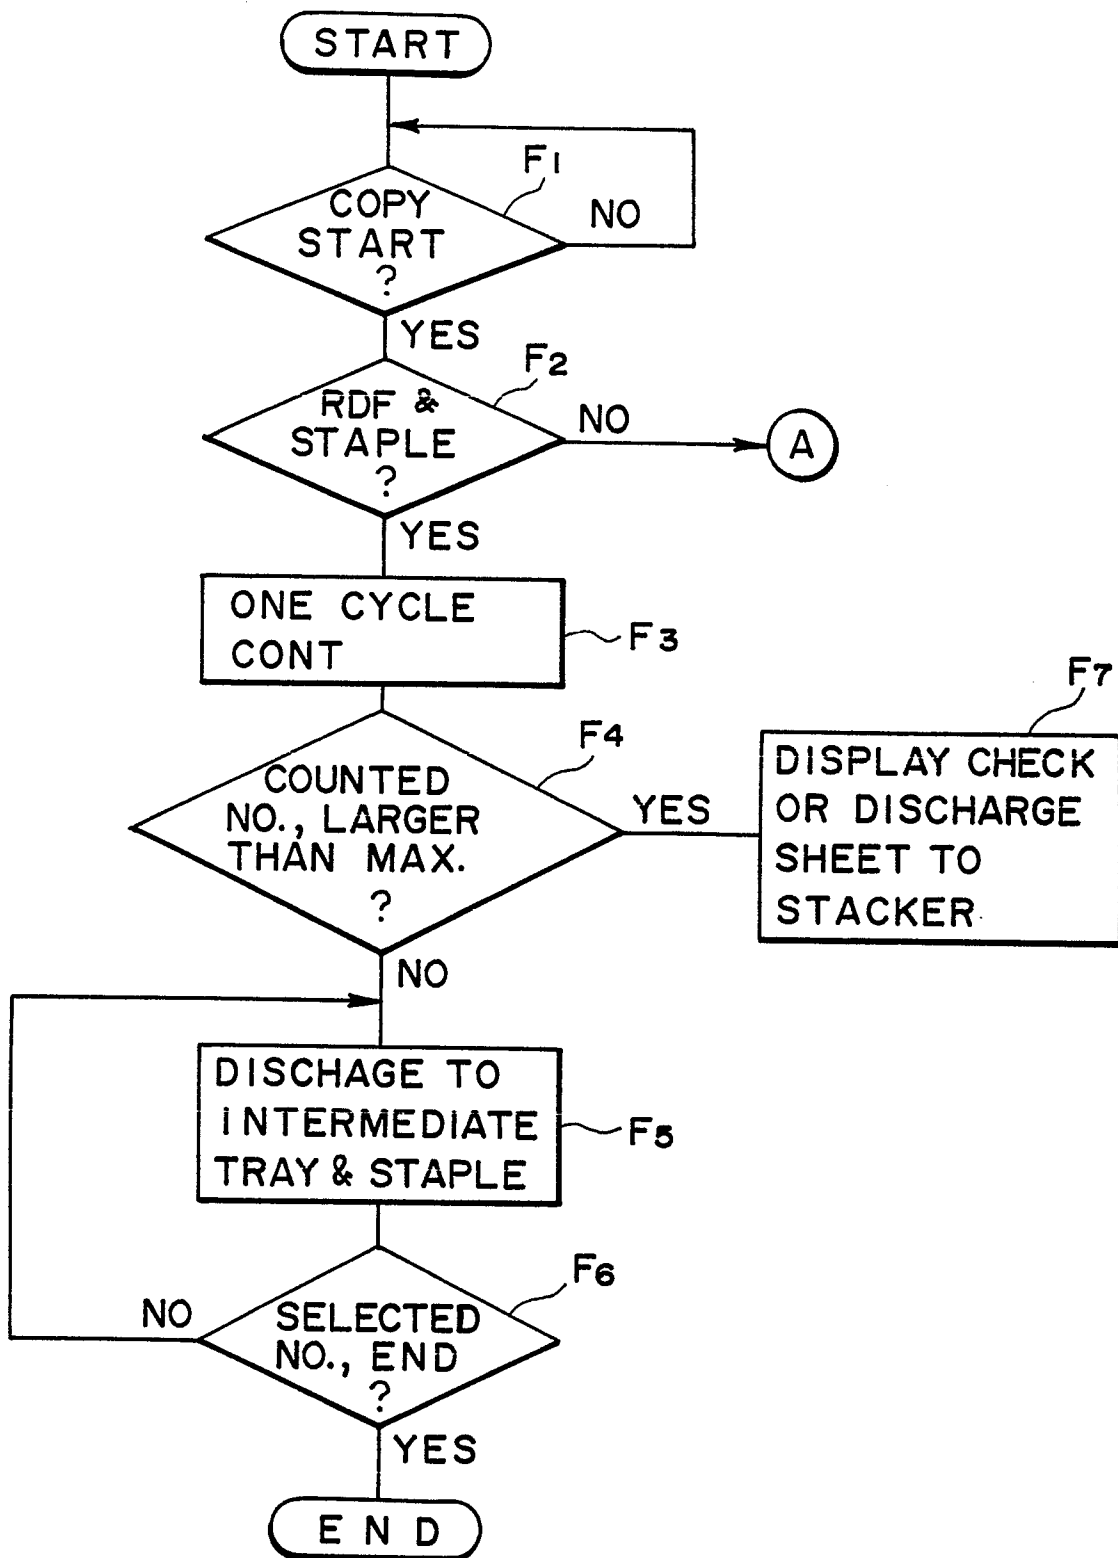 START
F1
COPY
START
?
NO
YES
F2
RDF &
STAPLE
?
NO
A
YES
ONE CYCLE
CONT
F3
F7
F4
COUNTED
NO., LARGER
THAN MAX.
?
YES
DISPLAY CHECK
OR DISCHARGE
SHEET TO
STACKER
NO
DISCHAGE TO
INTERMEDIATE
TRAY & STAPLE
F5
F6
NO
SELECTED
NO., END
?
YES
END